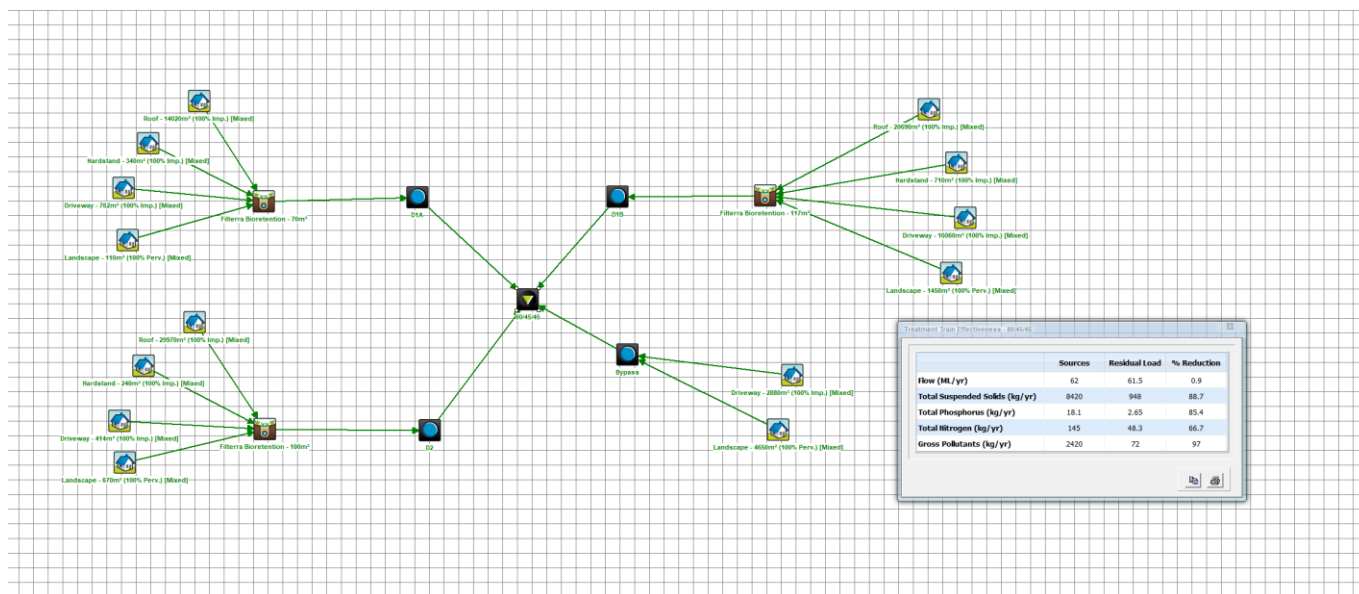 Roof - 14020m² (100% Imp.) [Mixed]
Hardstand - 340m² (100% Imp.) [Mixed]
Driveway - 762m² (100% Imp.) [Mixed]
Filterra Bioretention - 70m²
Landscape - 110m² (100% Perv.) [Mixed]
D1A
D1B
Roof - 20690m² (100% Imp.) [Mixed]
Hardstand - 710m² (100% Imp.) [Mixed]
Filterra Bioretention - 117m²
Driveway - 16060m² (100% Imp.) [Mixed]
Landscape - 1450m² (100% Perv.) [Mixed]
80/45/45
Roof - 29970m² (100% Imp.) [Mixed]
Hardstand - 240m² (100% Imp.) [Mixed]
Driveway - 414m² (100% Imp.) [Mixed]
Filterra Bioretention - 100m²
Landscape - 670m² (100% Perv.) [Mixed]
D2
Bypass
Driveway - 2880m² (100% Imp.) [Mixed]
Landscape - 4650m² (100% Perv.) [Mixed]
Treatment Train Effectiveness - 80/45/45
Sources Residual Load % Reduction
Flow (ML/yr) 62 61.5 0.9
Total Suspended Solids (kg/yr) 8420 948 88.7
Total Phosphorus (kg/yr) 18.1 2.65 85.4
Total Nitrogen (kg/yr) 145 48.3 66.7
Gross Pollutants (kg/yr) 2420 72 97